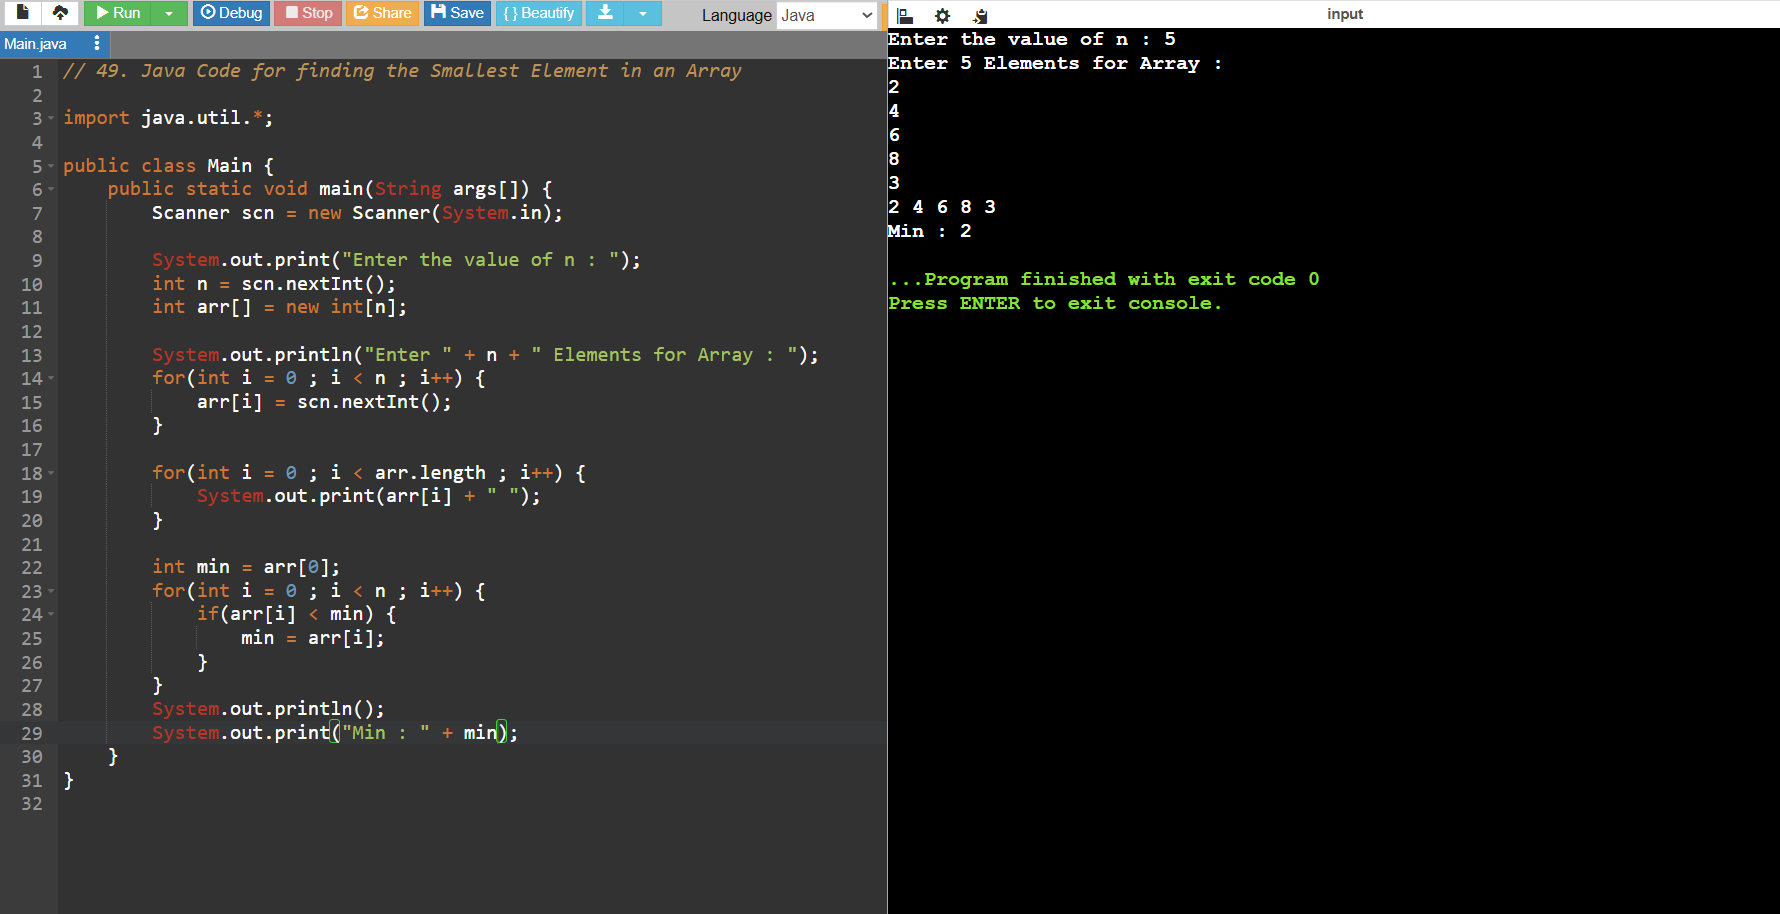 Run Debug Stop Share Save { } Beautify Language Java
Main.java
1 // 49. Java Code for finding the Smallest Element in an Array
2
3 import java.util.*;
4
5 public class Main {
6     public static void main(String args[]) {
7         Scanner scn = new Scanner(System.in);
8
9         System.out.print("Enter the value of n : ");
10         int n = scn.nextInt();
11         int arr[] = new int[n];
12
13         System.out.println("Enter " + n + " Elements for Array : ");
14         for(int i = 0 ; i < n ; i++) {
15             arr[i] = scn.nextInt();
16         }
17
18         for(int i = 0 ; i < arr.length ; i++) {
19             System.out.print(arr[i] + " ");
20         }
21
22         int min = arr[0];
23         for(int i = 0 ; i < n ; i++) {
24             if(arr[i] < min) {
25                 min = arr[i];
26             }
27         }
28         System.out.println();
29         System.out.print("Min : " + min);
30     }
31 }
32
input
Enter the value of n : 5
Enter 5 Elements for Array :
2
4
6
8
3
2 4 6 8 3
Min : 2
...Program finished with exit code 0
Press ENTER to exit console.